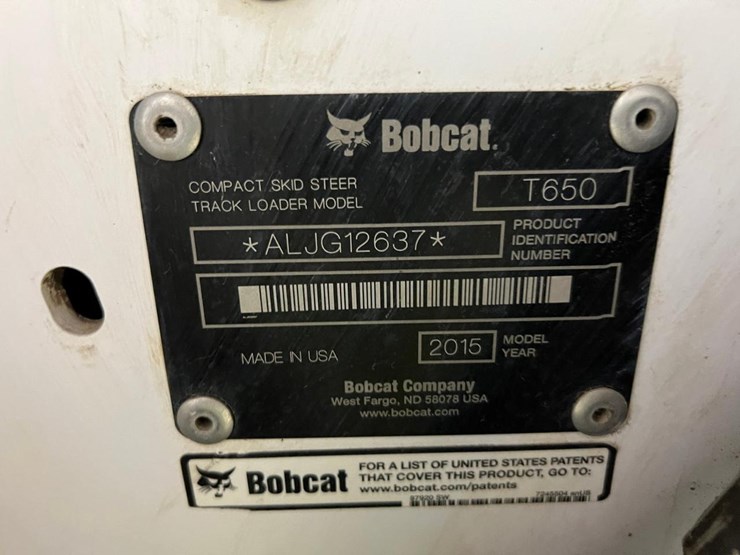 Bobcat.
COMPACT SKID STEER
TRACK LOADER MODEL
T650
*ALJG12637*
PRODUCT
IDENTIFICATION
NUMBER
MADE IN USA
2015
MODEL
YEAR
Bobcat Company
West Fargo, ND 58078 USA
www.bobcat.com
Bobcat
FOR A LIST OF UNITED STATES PATENTS
THAT COVER THIS PRODUCT, GO TO:
www.bobcat.com/patents